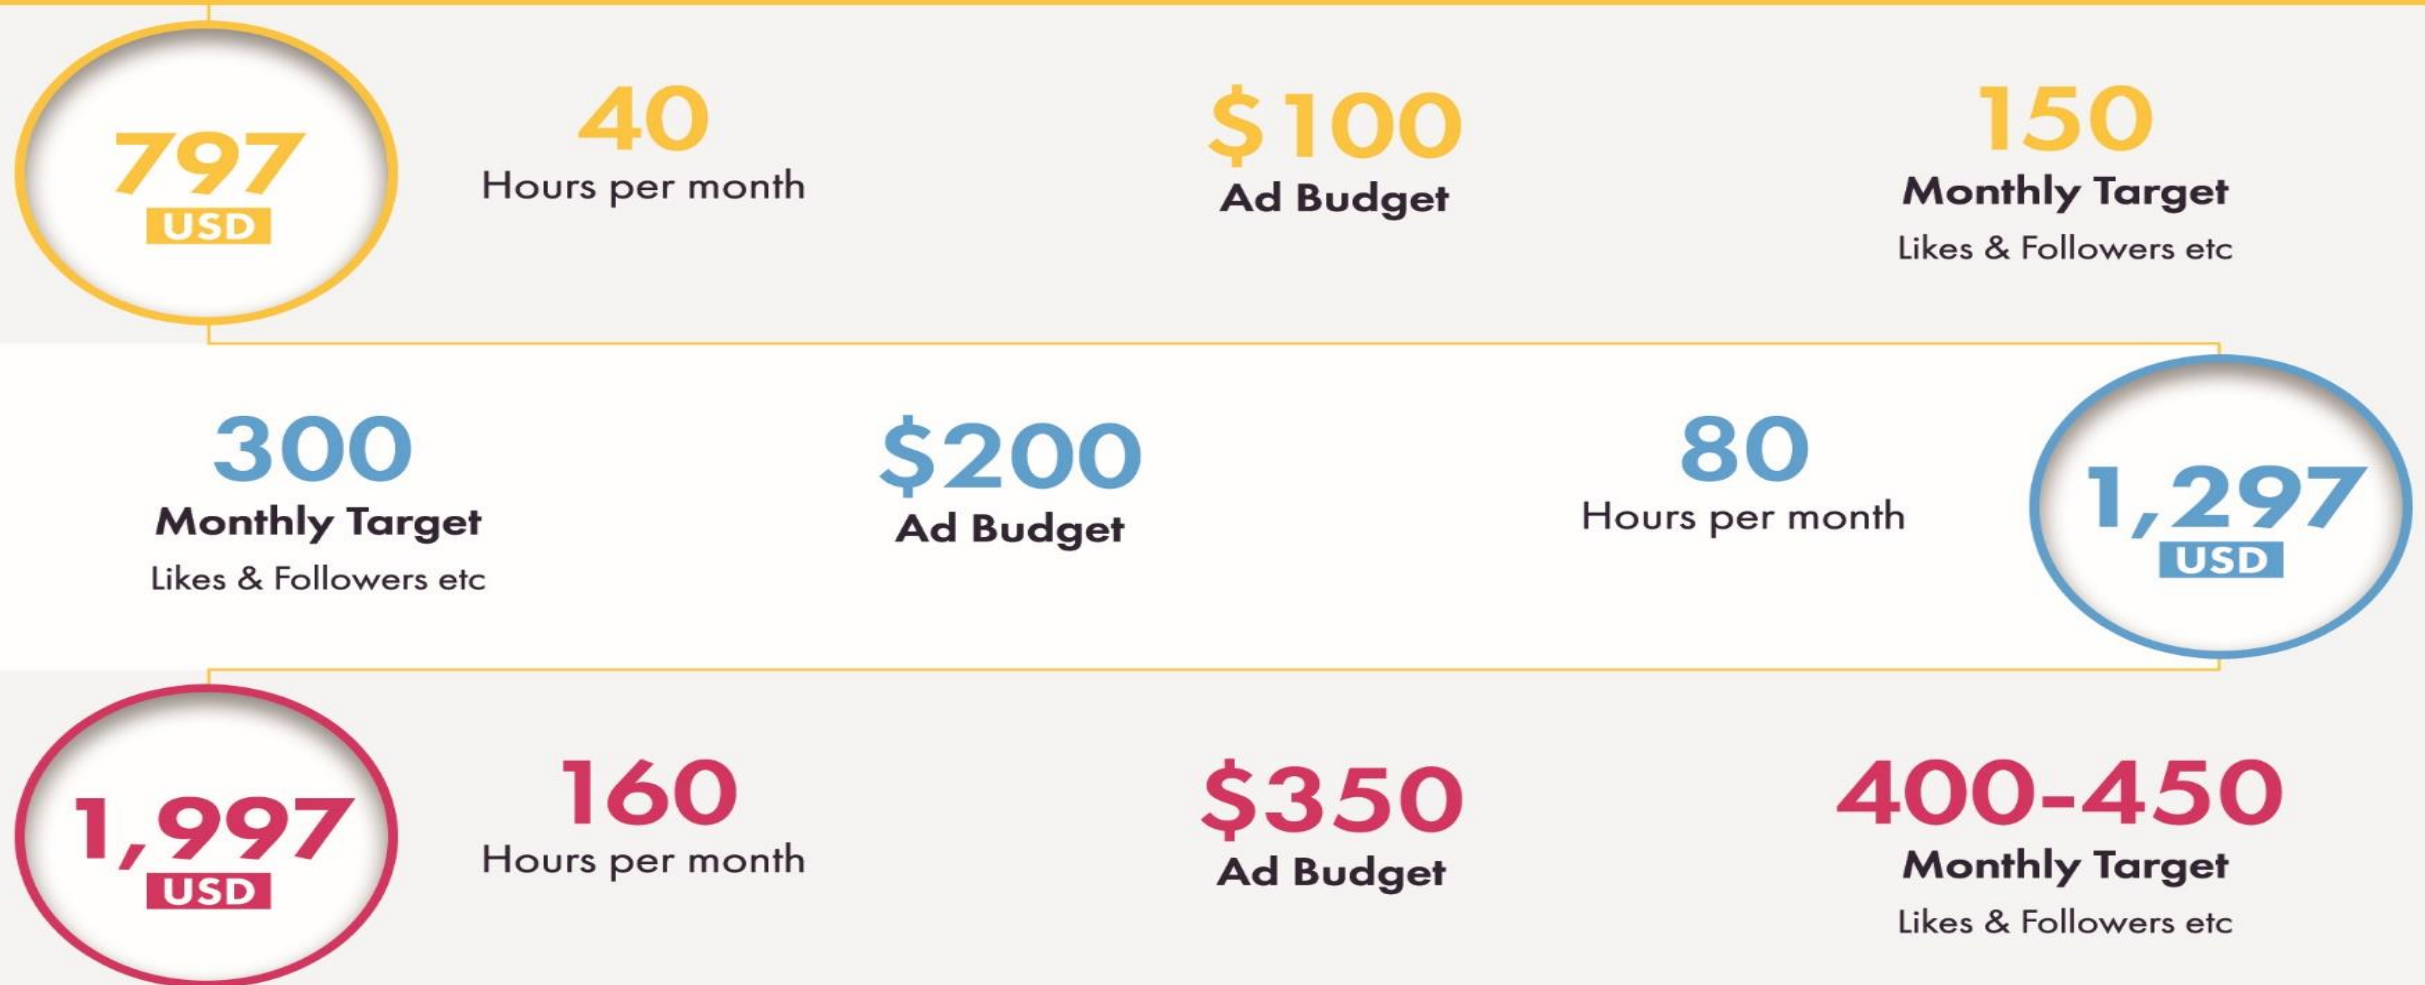 797
USD
40
Hours per month
$100
Ad Budget
150
Monthly Target
Likes & Followers etc
300
Monthly Target
Likes & Followers etc
$200
Ad Budget
80
Hours per month
1,297
USD
1,997
USD
160
Hours per month
$350
Ad Budget
400-450
Monthly Target
Likes & Followers etc